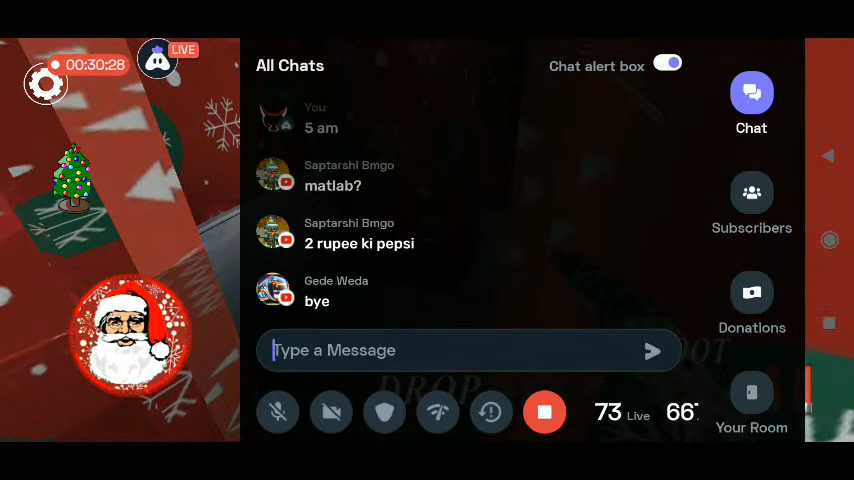 00:30:28
LIVE
All Chats
Chat alert box
You
5 am
Chat
Saptarshi Bmgo
matlab?
Saptarshi Bmgo
2 rupee ki pepsi
Subscribers
Gede Weda
bye
Donations
Type a Message
DROP
73 Live
Your Room